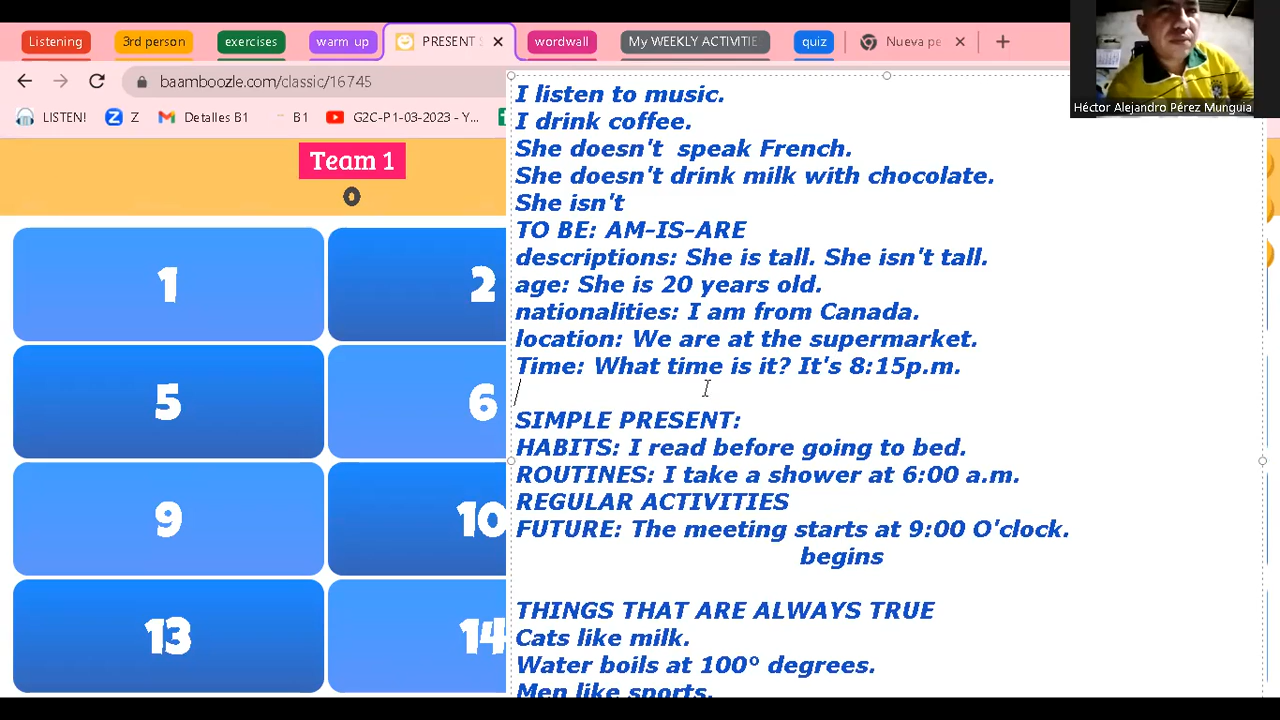 Listening
3rd person
exercises
warm up
PRESENT S
wordwall
My WEEKLY ACTIVITIE
quiz
Nueva pe
baamboozle.com/classic/16745
LISTEN!
Z
Detalles B1
B1
G2C-P1-03-2023 - Y...
Héctor Alejandro Pérez Munguia
Team 1
0
1
2
5
6
9
10
13
14
I listen to music.
I drink coffee.
She doesn't  speak French.
She doesn't drink milk with chocolate.
She isn't
TO BE: AM-IS-ARE
descriptions: She is tall. She isn't tall.
age: She is 20 years old.
nationalities: I am from Canada.
location: We are at the supermarket.
Time: What time is it? It's 8:15p.m.
SIMPLE PRESENT:
HABITS: I read before going to bed.
ROUTINES: I take a shower at 6:00 a.m.
REGULAR ACTIVITIES
FUTURE: The meeting starts at 9:00 O'clock.
begins
THINGS THAT ARE ALWAYS TRUE
Cats like milk.
Water boils at 100° degrees.
Men like sports.